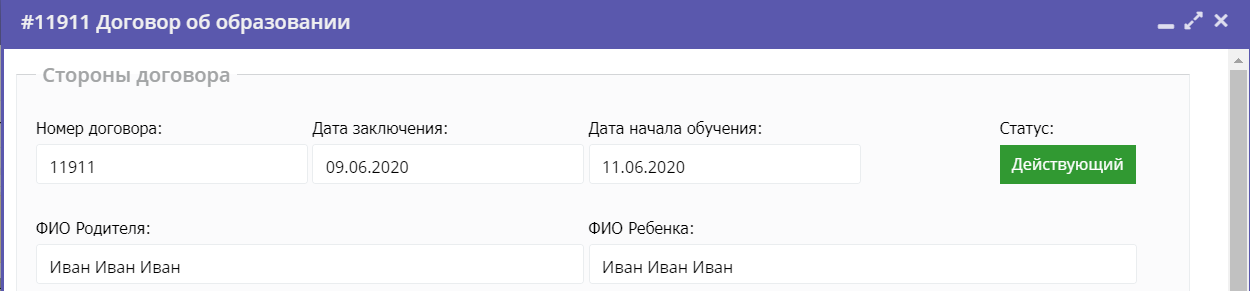 #11911 Договор об образовании
Стороны договора
Номер договора: Дата заключения: Дата начала обучения: Статус:
11911 09.06.2020 11.06.2020 Действующий
ФИО Родителя: ФИО Ребенка:
Иван Иван Иван Иван Иван Иван